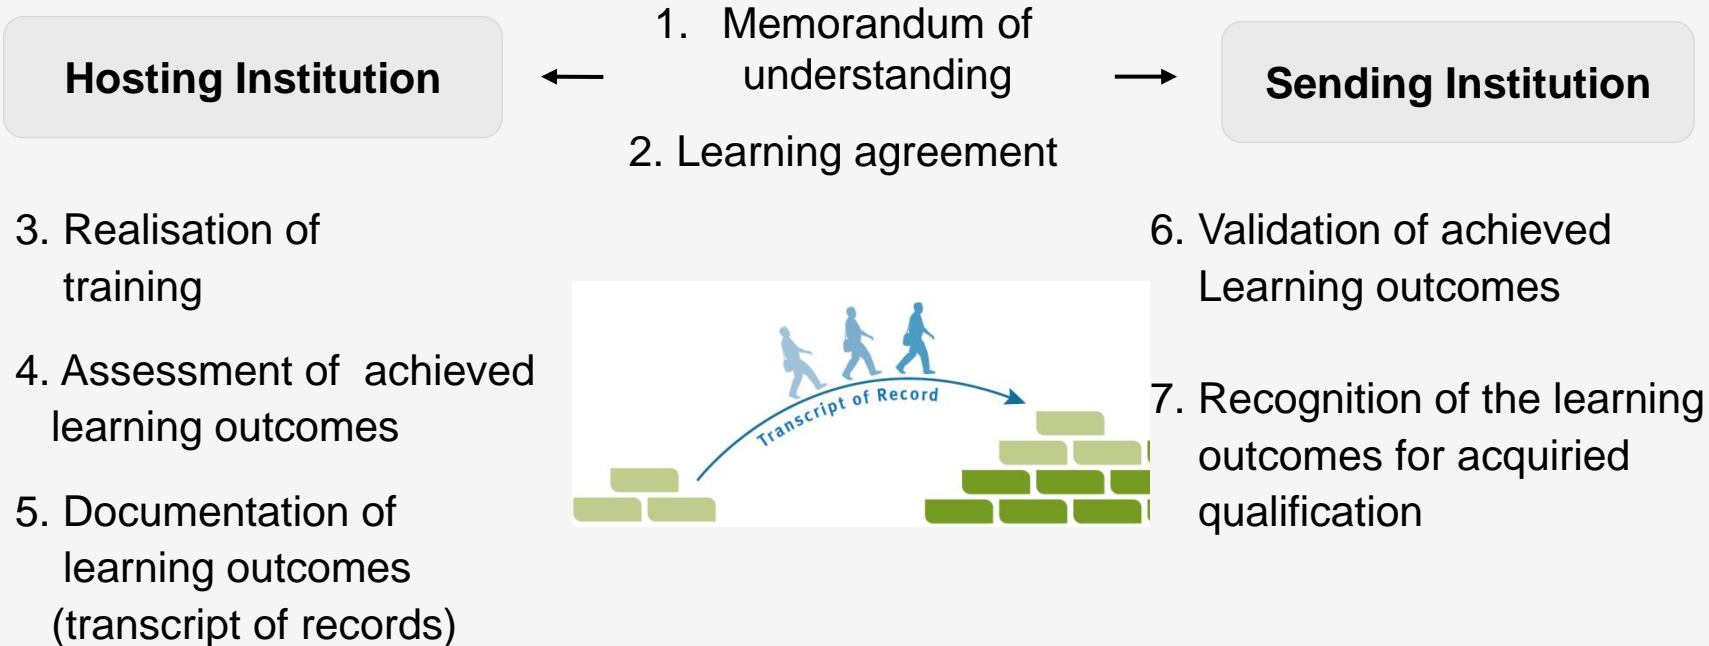 Hosting Institution
1. Memorandum of
understanding
2. Learning agreement
Sending Institution
3. Realisation of
training
4. Assessment of achieved
learning outcomes
5. Documentation of
learning outcomes
(transcript of records)
Transcript of Record
6. Validation of achieved
Learning outcomes
7. Recognition of the learning
outcomes for acquiried
qualification